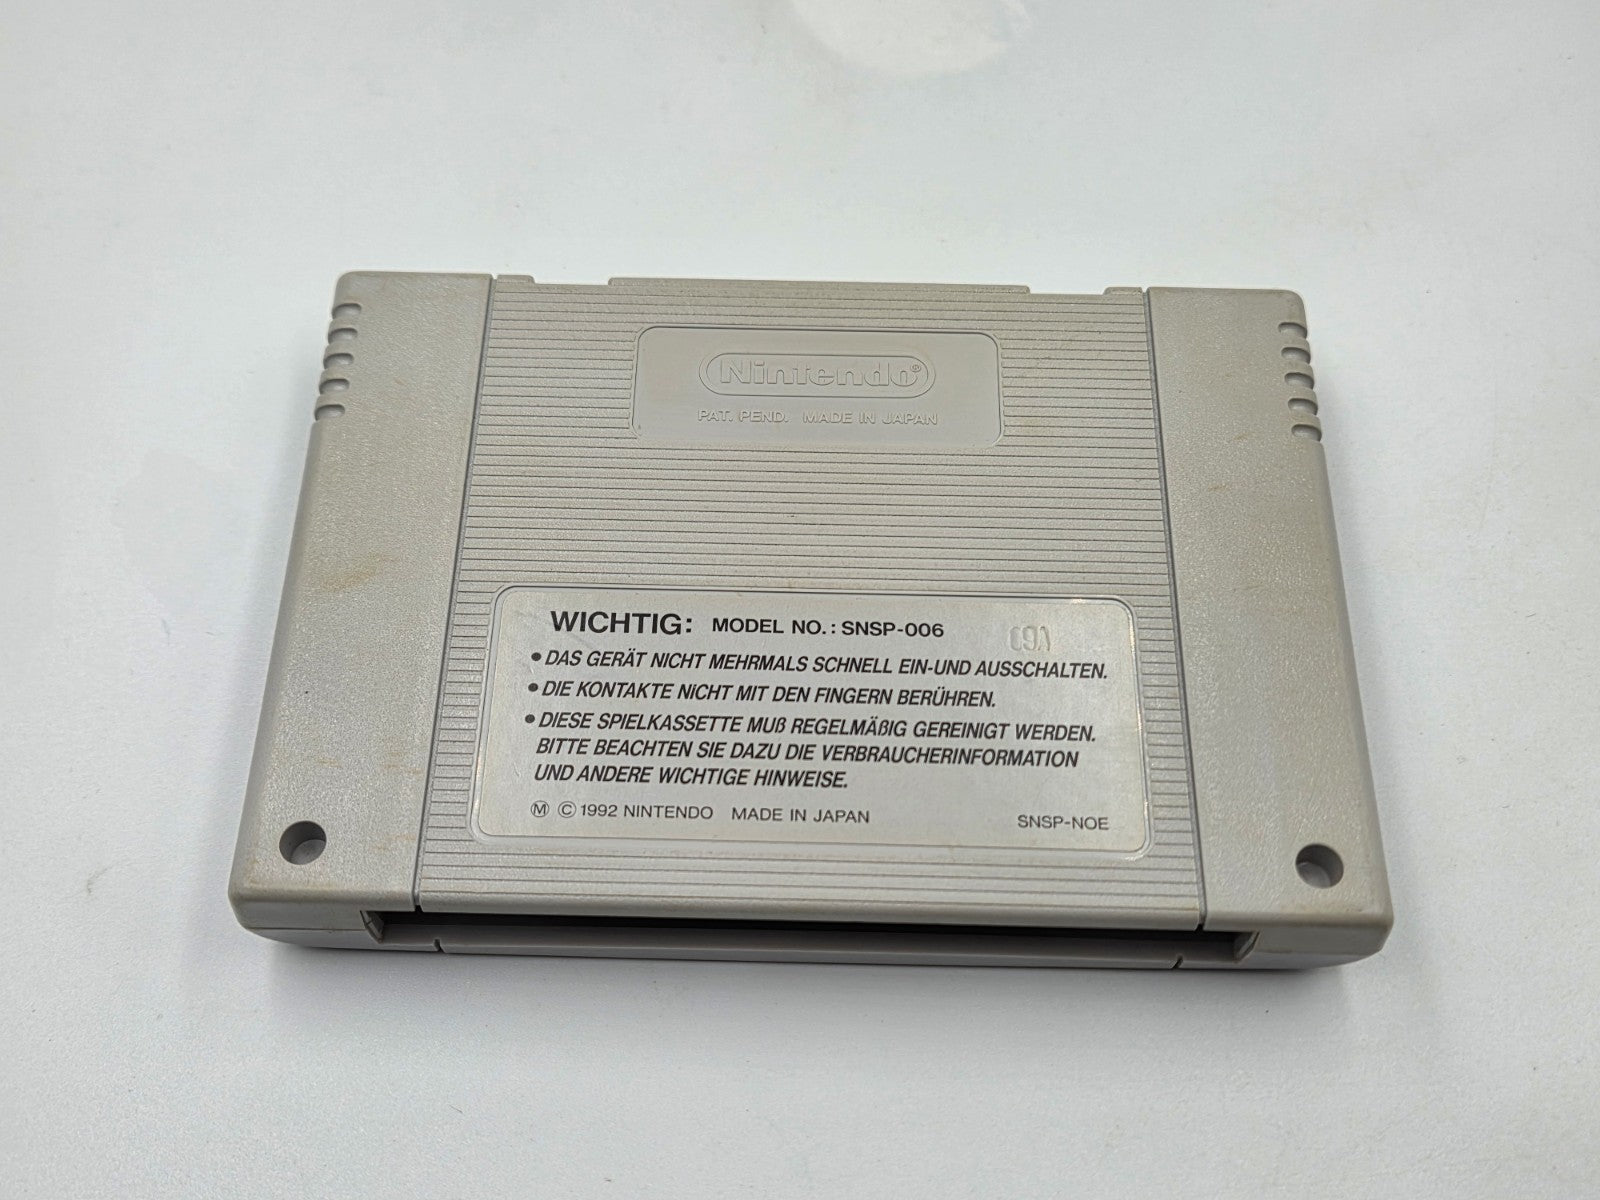 Nintendo®
PAT. PEND. MADE IN JAPAN
WICHTIG: MODEL NO.: SNSP-006
• DAS GERÄT NICHT MEHRMALS SCHNELL EIN-UND AUSSCHALTEN.
• DIE KONTAKTE NICHT MIT DEN FINGERN BERÜHREN.
• DIESE SPIELKASSETTE MUß REGELMÄßIG GEREINIGT WERDEN.
BITTE BEACHTEN SIE DAZU DIE VERBRAUCHERINFORMATION
UND ANDERE WICHTIGE HINWEISE.
Ⓜ © 1992 NINTENDO MADE IN JAPAN
SNSP-NOE